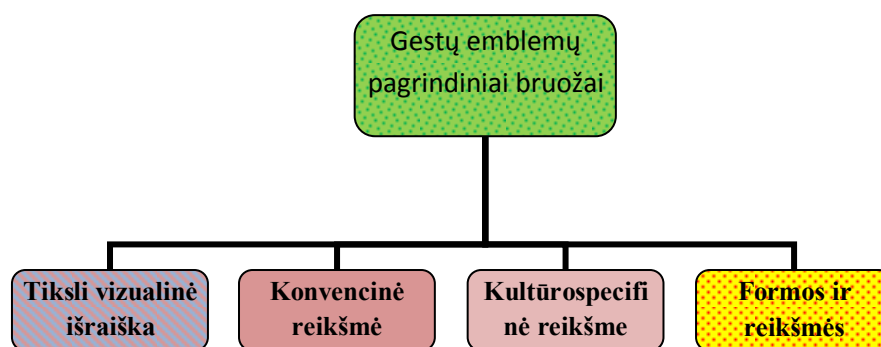 Gestų emblemų
pagrindiniai bruožai
Tiksli vizualinė
išraiška
Konvencinė
reikšmė
Kultūrospecifi
nė reikšme
Formos ir
reikšmės